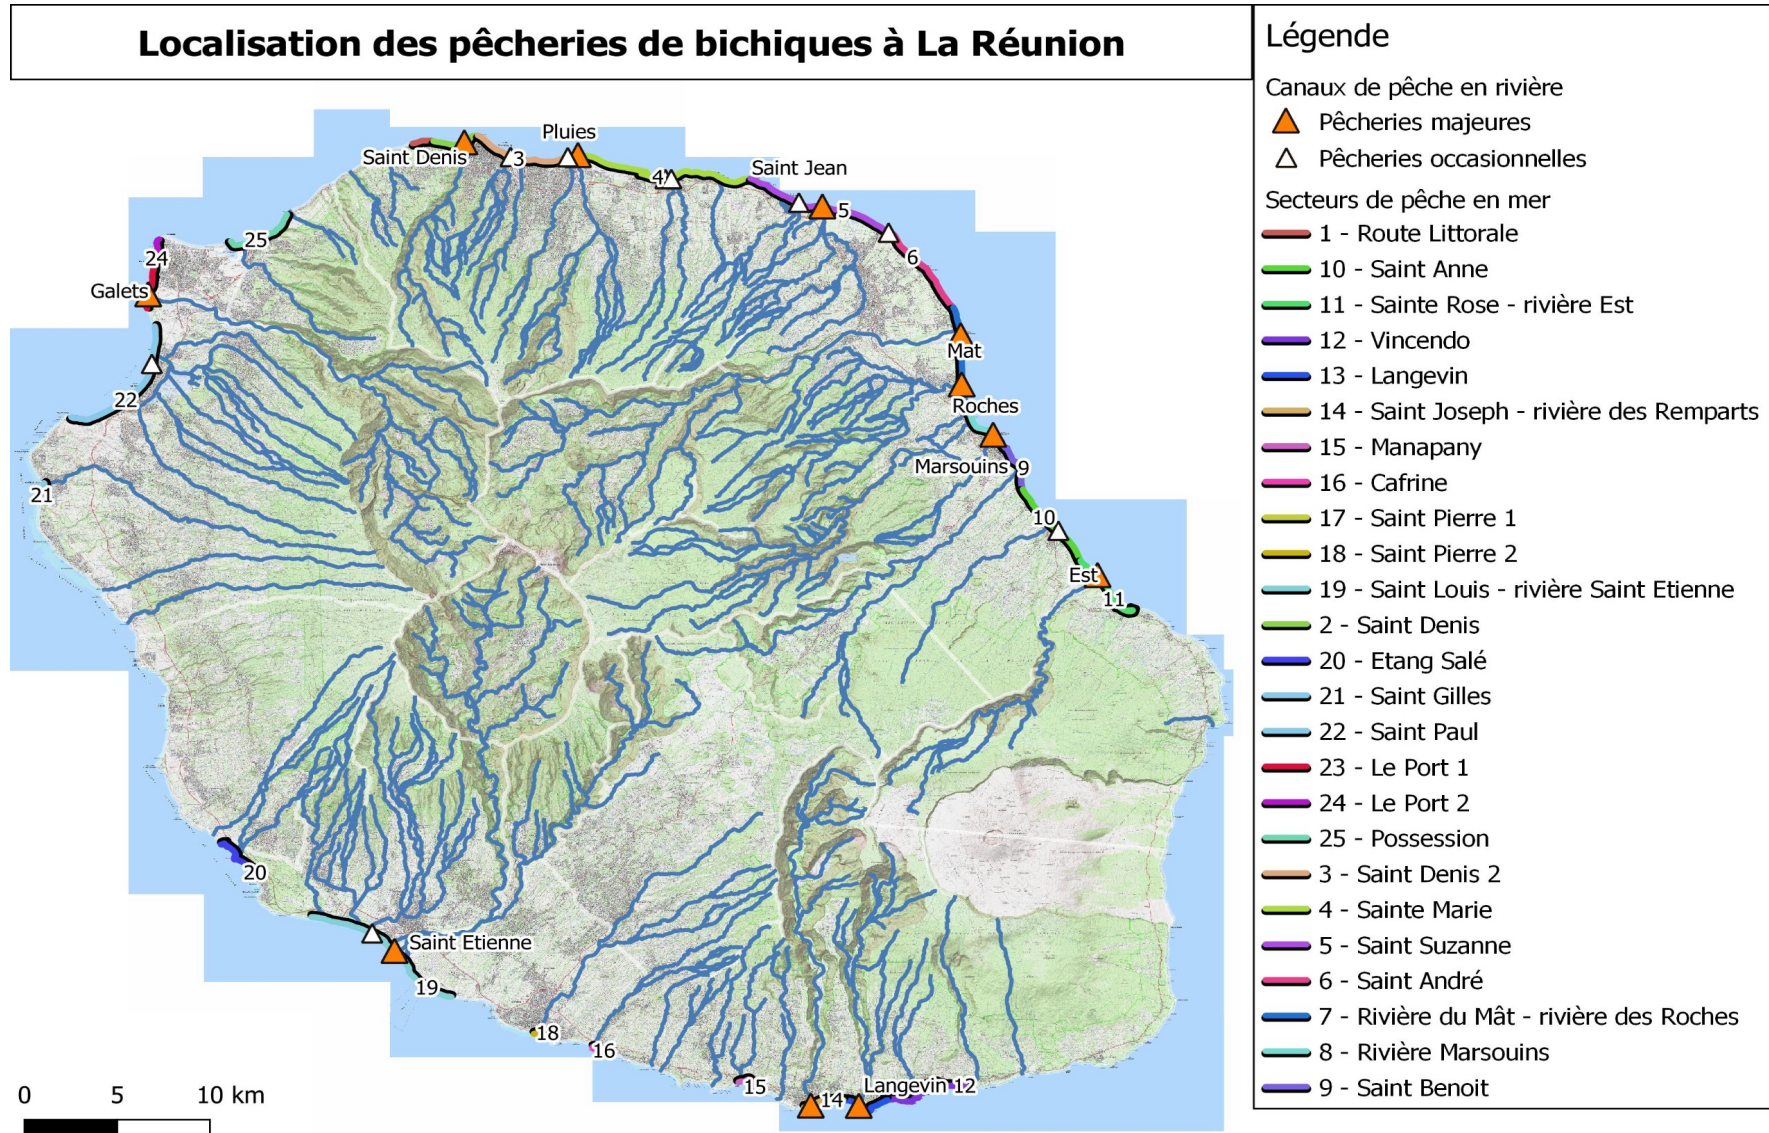 Localisation des pêcheries de bichiques à La Réunion
Légende
Canaux de pêche en rivière
Pêcheries majeures
Pêcheries occasionnelles
Secteurs de pêche en mer
1 - Route Littorale
10 - Saint Anne
11 - Sainte Rose - rivière Est
12 - Vincendo
13 - Langevin
14 - Saint Joseph - rivière des Remparts
15 - Manapany
16 - Cafrine
17 - Saint Pierre 1
18 - Saint Pierre 2
19 - Saint Louis - rivière Saint Etienne
2 - Saint Denis
20 - Etang Salé
21 - Saint Gilles
22 - Saint Paul
23 - Le Port 1
24 - Le Port 2
25 - Possession
3 - Saint Denis 2
4 - Sainte Marie
5 - Saint Suzanne
6 - Saint André
7 - Rivière du Mât - rivière des Roches
8 - Rivière Marsouins
9 - Saint Benoit
Pluies
Saint Denis
3
4
Saint Jean
5
25
6
24
Galets
Mat
22
Roches
Marsouins
9
21
10
Est
11
20
Saint Etienne
19
18
16
15
14
Langevin
12
0 5 10 km